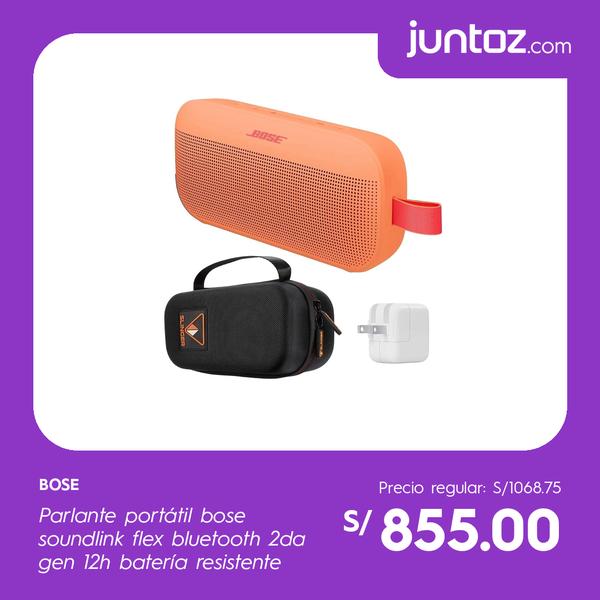 juntoz.com
BOSE
BOSE
Precio regular: S/1068.75
Parlante portátil bose
soundlink flex bluetooth 2da
gen 12h batería resistente
S/ 855.00